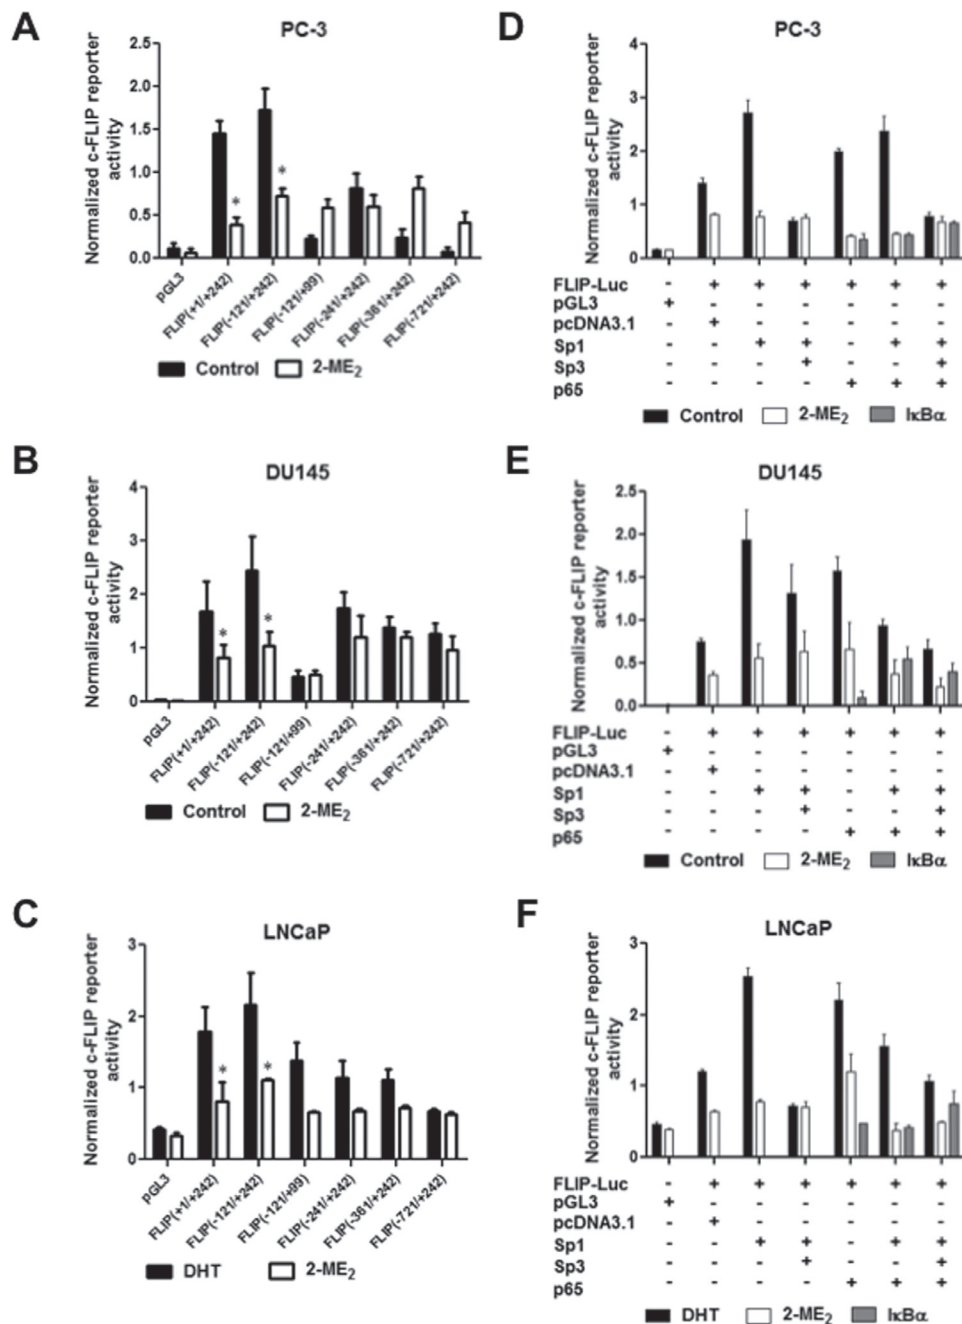 A
PC-3
Normalized c-FLIP reporter
activity
2.5
2.0
1.5
1.0
0.5
0.0
*
*
pGL3
FLIP(+1/+242)
FLIP(-121/+242)
FLIP(-121/+99)
FLIP(-241/+242)
FLIP(-361/+242)
FLIP(-721/+242)
Control 2-ME2
B
DU145
Normalized c-FLIP reporter
activity
4
3
2
1
0
*
*
pGL3
FLIP(+1/+242)
FLIP(-121/+242)
FLIP(-121/+99)
FLIP(-241/+242)
FLIP(-361/+242)
FLIP(-721/+242)
Control 2-ME2
C
LNCaP
Normalized c-FLIP reporter
activity
3
2
1
0
*
*
pGL3
FLIP(+1/+242)
FLIP(-121/+242)
FLIP(-121/+99)
FLIP(-241/+242)
FLIP(-361/+242)
FLIP(-721/+242)
DHT 2-ME2
D
PC-3
Normalized c-FLIP reporter
activity
4
3
2
1
0
FLIP-Luc - + + + + + +
pGL3 + - - - - - -
pcDNA3.1 - + - - - - -
Sp1 - - + + - + +
Sp3 - - - + - - +
p65 - - - - + + +
Control 2-ME2 IκBα
E
DU145
Normalized c-FLIP reporter
activity
2.5
2.0
1.5
1.0
0.5
0.0
FLIP-Luc - + + + + + +
pGL3 + - - - - - -
pcDNA3.1 - + - - - - -
Sp1 - - + + - + +
Sp3 - - - + - - +
p65 - - - - + + +
Control 2-ME2 IκBα
F
LNCaP
Normalized c-FLIP reporter
activity
3
2
1
0
FLIP-Luc - + + + + + +
pGL3 + - - - - - -
pcDNA3.1 - + - - - - -
Sp1 - - + + - + +
Sp3 - - - + - - +
p65 - - - - + + +
DHT 2-ME2 IκBα